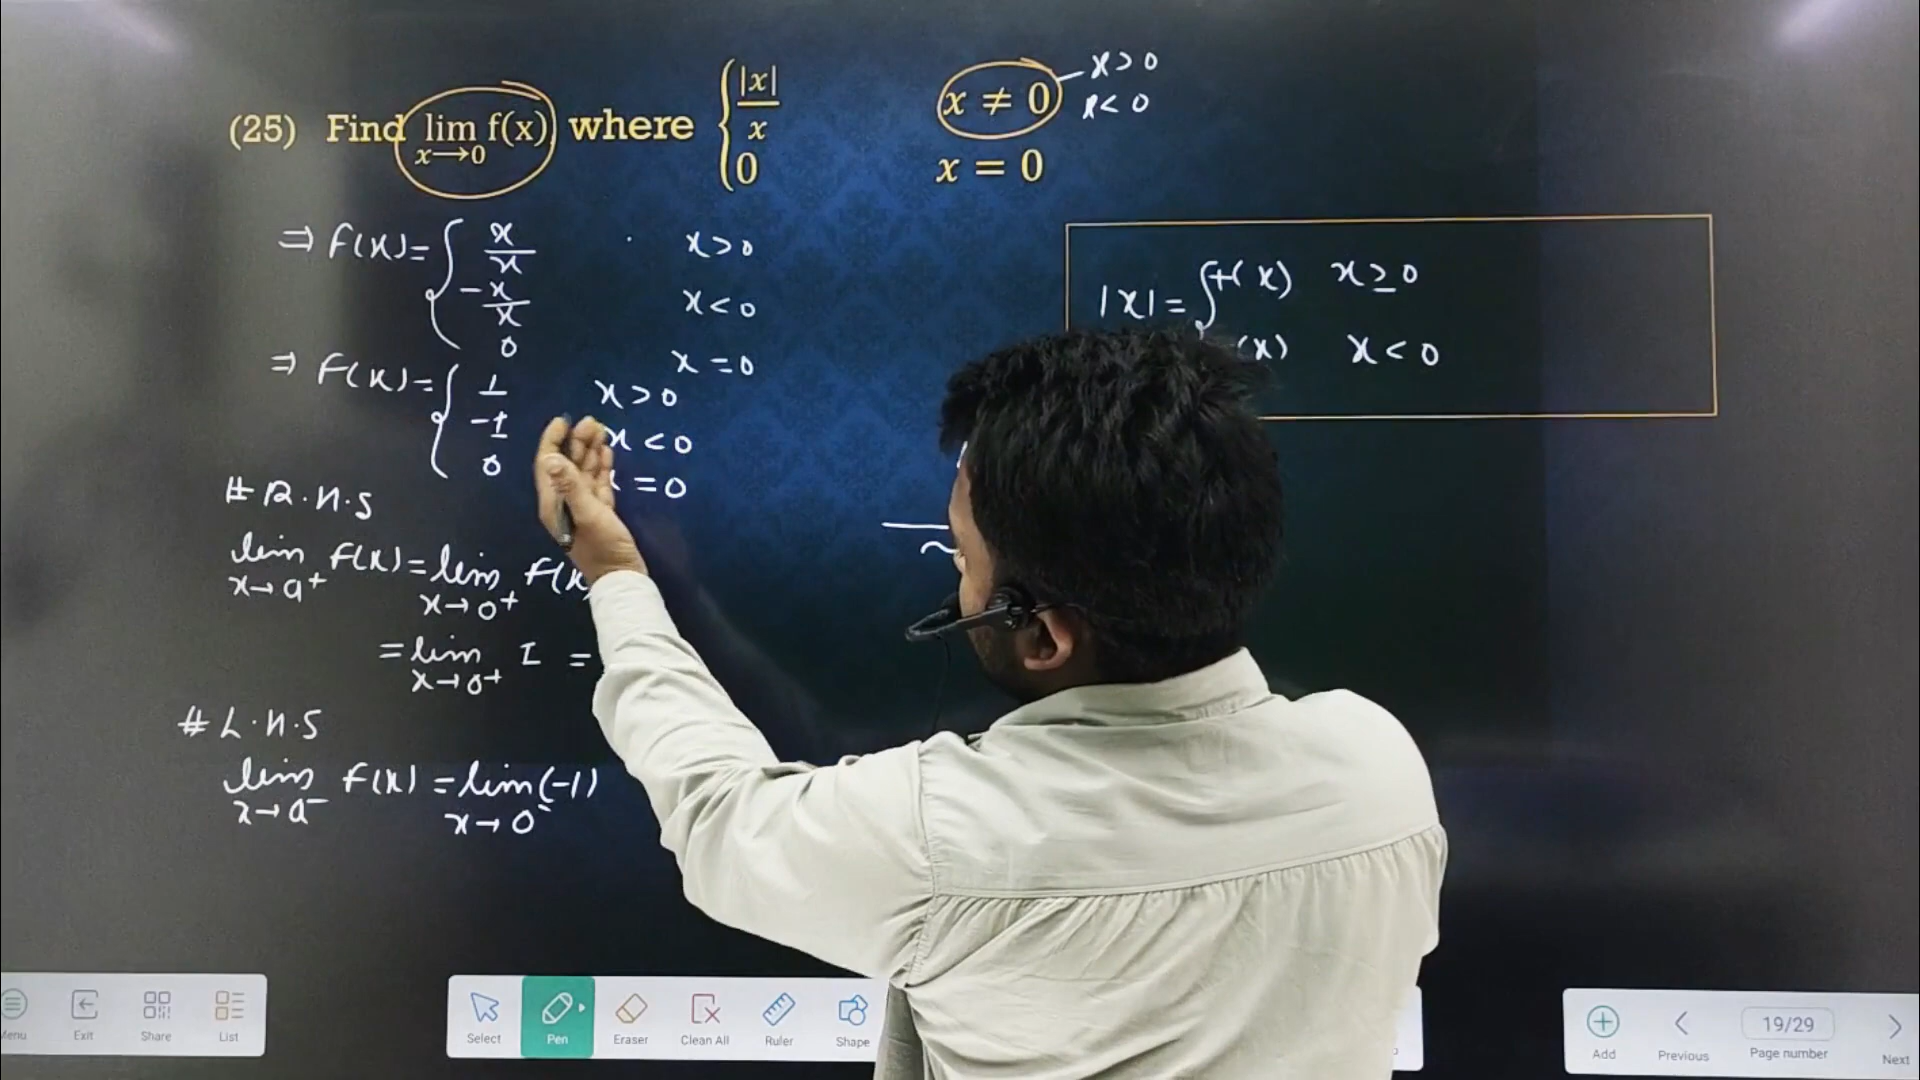 (25) Find lim x→0 f(x), where { |x|/x x ≠ 0
0 x = 0
x > 0
x < 0
⇒ F(x) = { x/x x > 0
-x/x x < 0
0 x = 0
⇒ F(x) = { 1 x > 0
-1 x < 0
0 x = 0
|x| = { +(x) x ≥ 0
(x) x < 0
# R.H.S
lim x→a⁺ F(x) = lim x→0⁺ F(x
= lim x→0⁺ 1 =
# L.H.S
lim x→a⁻ F(x) = lim x→0⁻ (-1)
Menu Exit Share List
Select Pen Eraser Clean All Ruler Shape
Add Previous 19/29 Page number Next